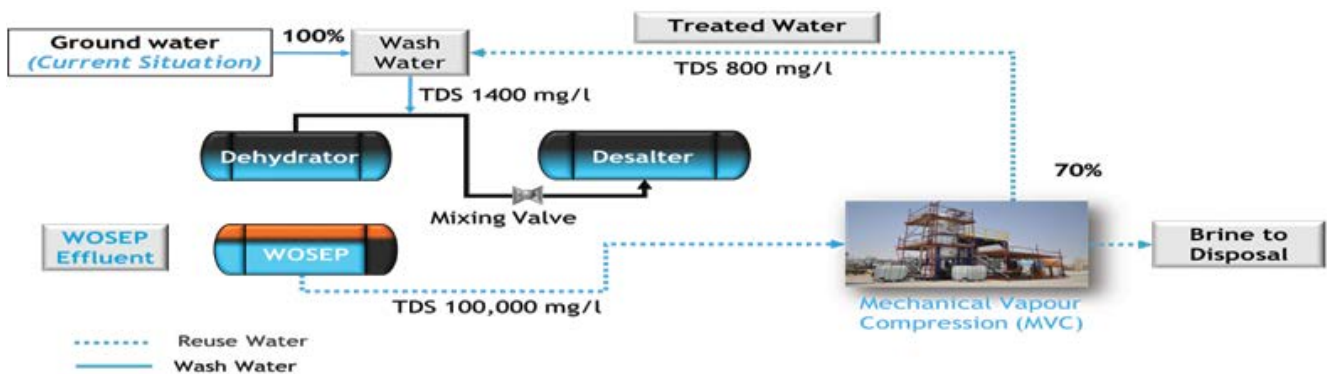 Ground water
(Current Situation)
100%
Wash
Water
Treated Water
TDS 800 mg/l
TDS 1400 mg/l
Dehydrator
Desalter
Mixing Valve
70%
WOSEP
Effluent
WOSEP
TDS 100,000 mg/l
Mechanical Vapour
Compression (MVC)
Brine to
Disposal
Reuse Water
Wash Water